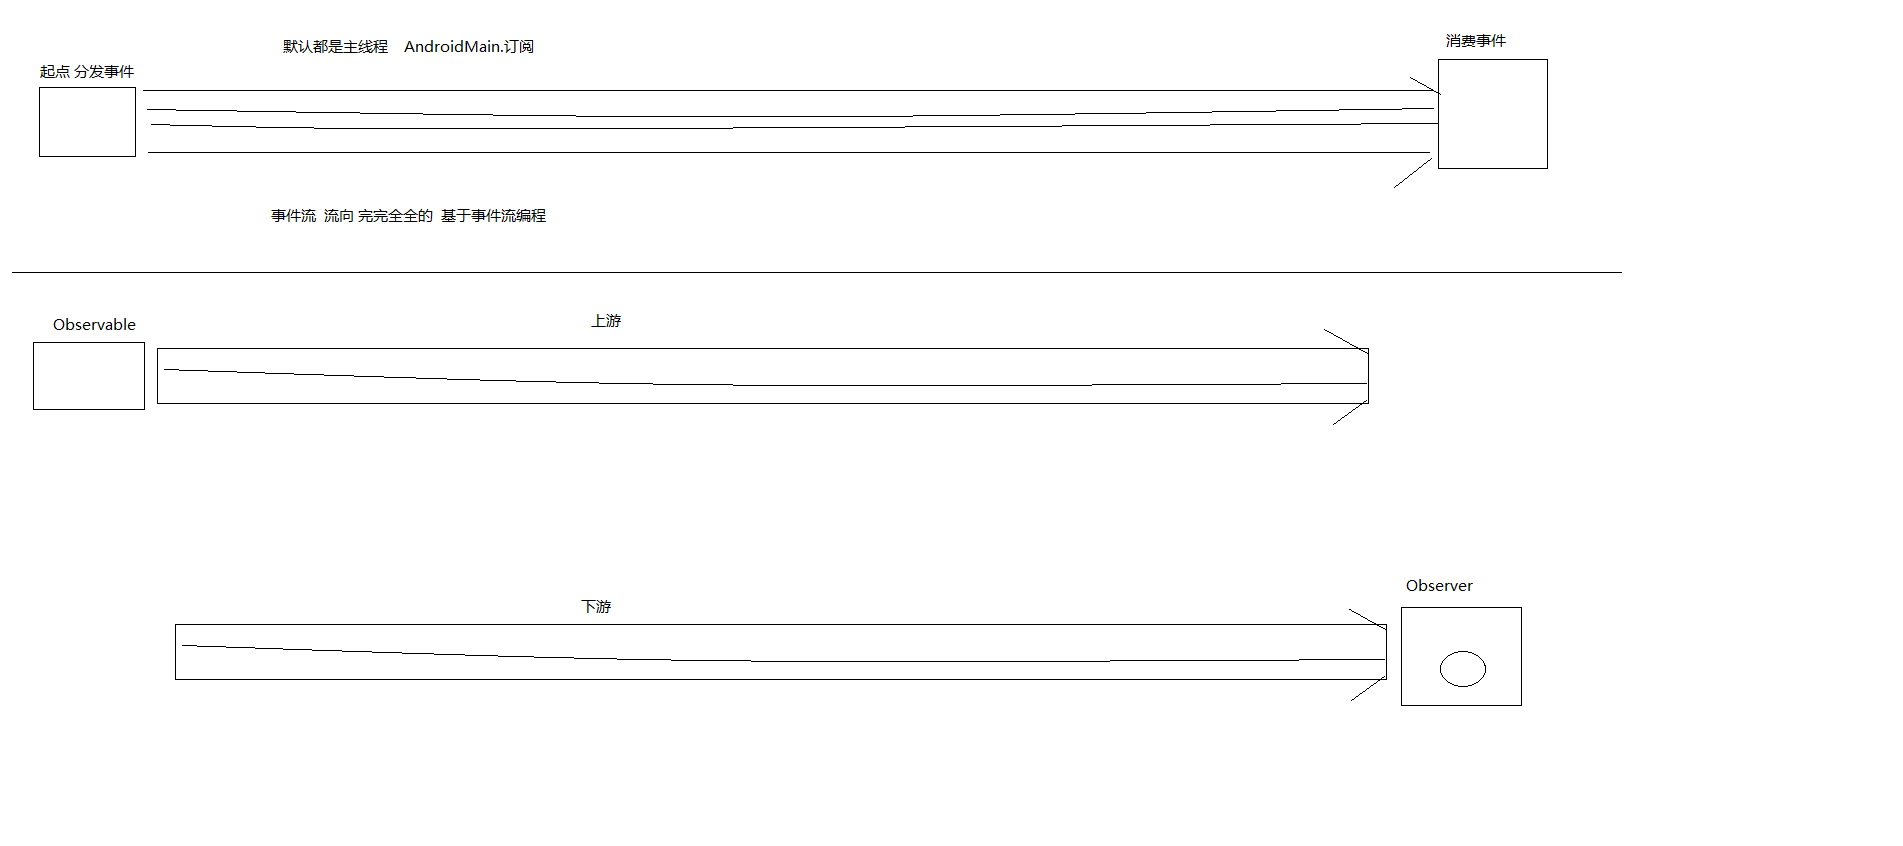 默认都是主线程 AndroidMain.订阅
消费事件
起点 分发事件
事件流 流向 完完全全的 基于事件流编程
Observable
上游
下游
Observer